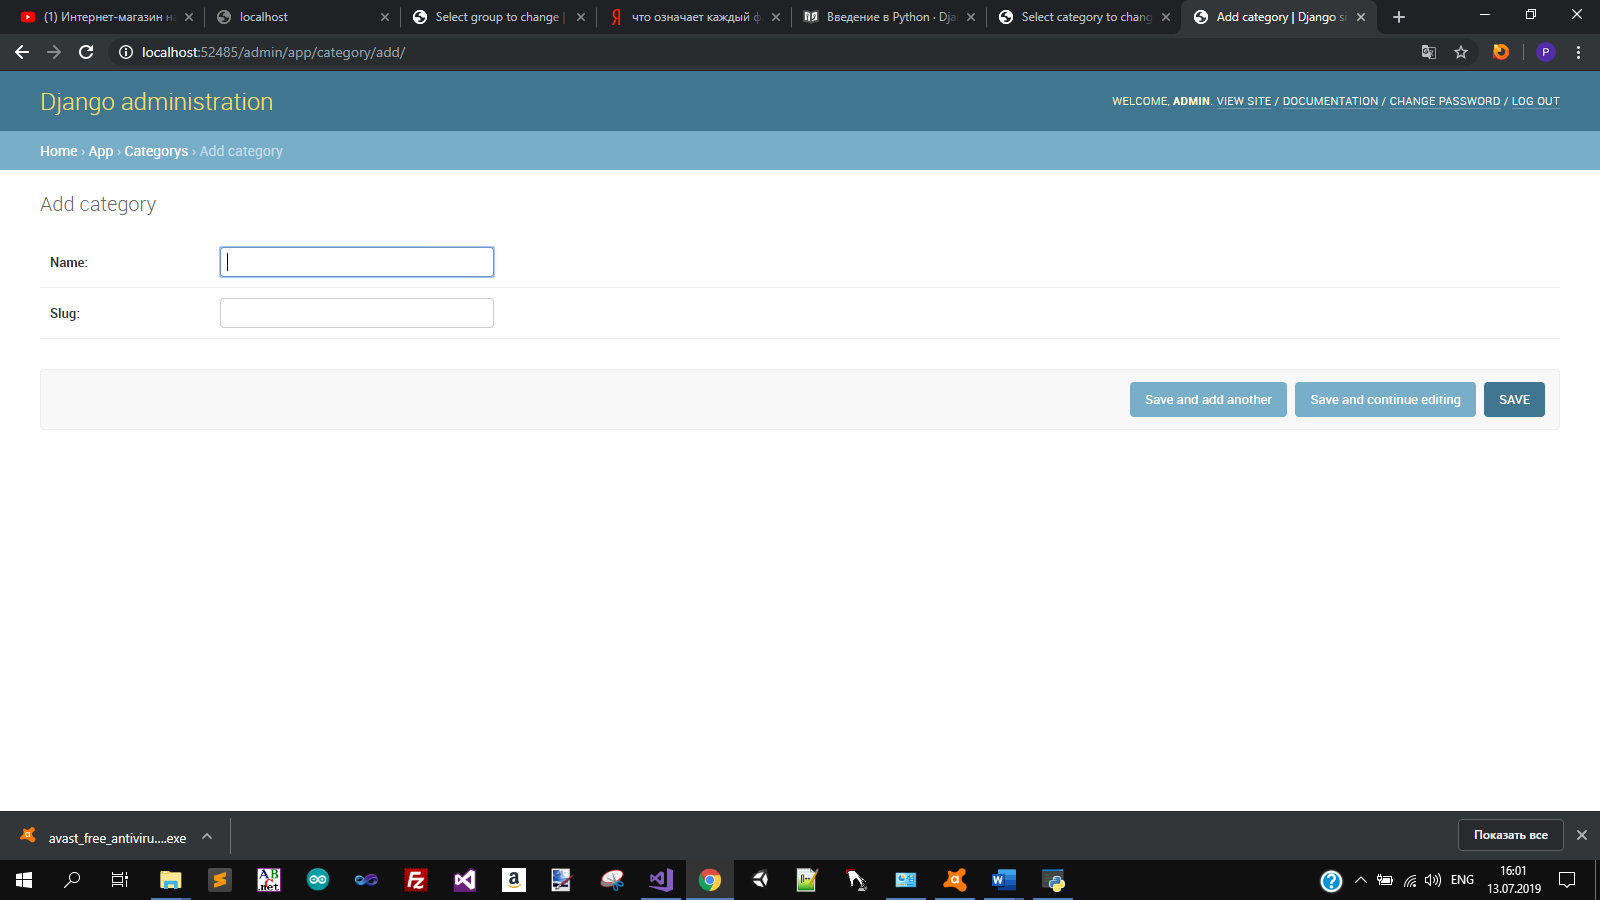 (1) Интернет-магазин н
localhost
Select group to change |
что означает каждый ф
Введение в Python · Dja
Select category to chang
Add category | Django si
localhost:52485/admin/app/category/add/
P
Django administration
WELCOME, ADMIN. VIEW SITE / DOCUMENTATION / CHANGE PASSWORD / LOG OUT
Home › App › Categorys › Add category
Add category
Name:
Slug:
Save and add another
Save and continue editing
SAVE
avast_free_antiviru....exe
Показать все
ENG
16:01
13.07.2019